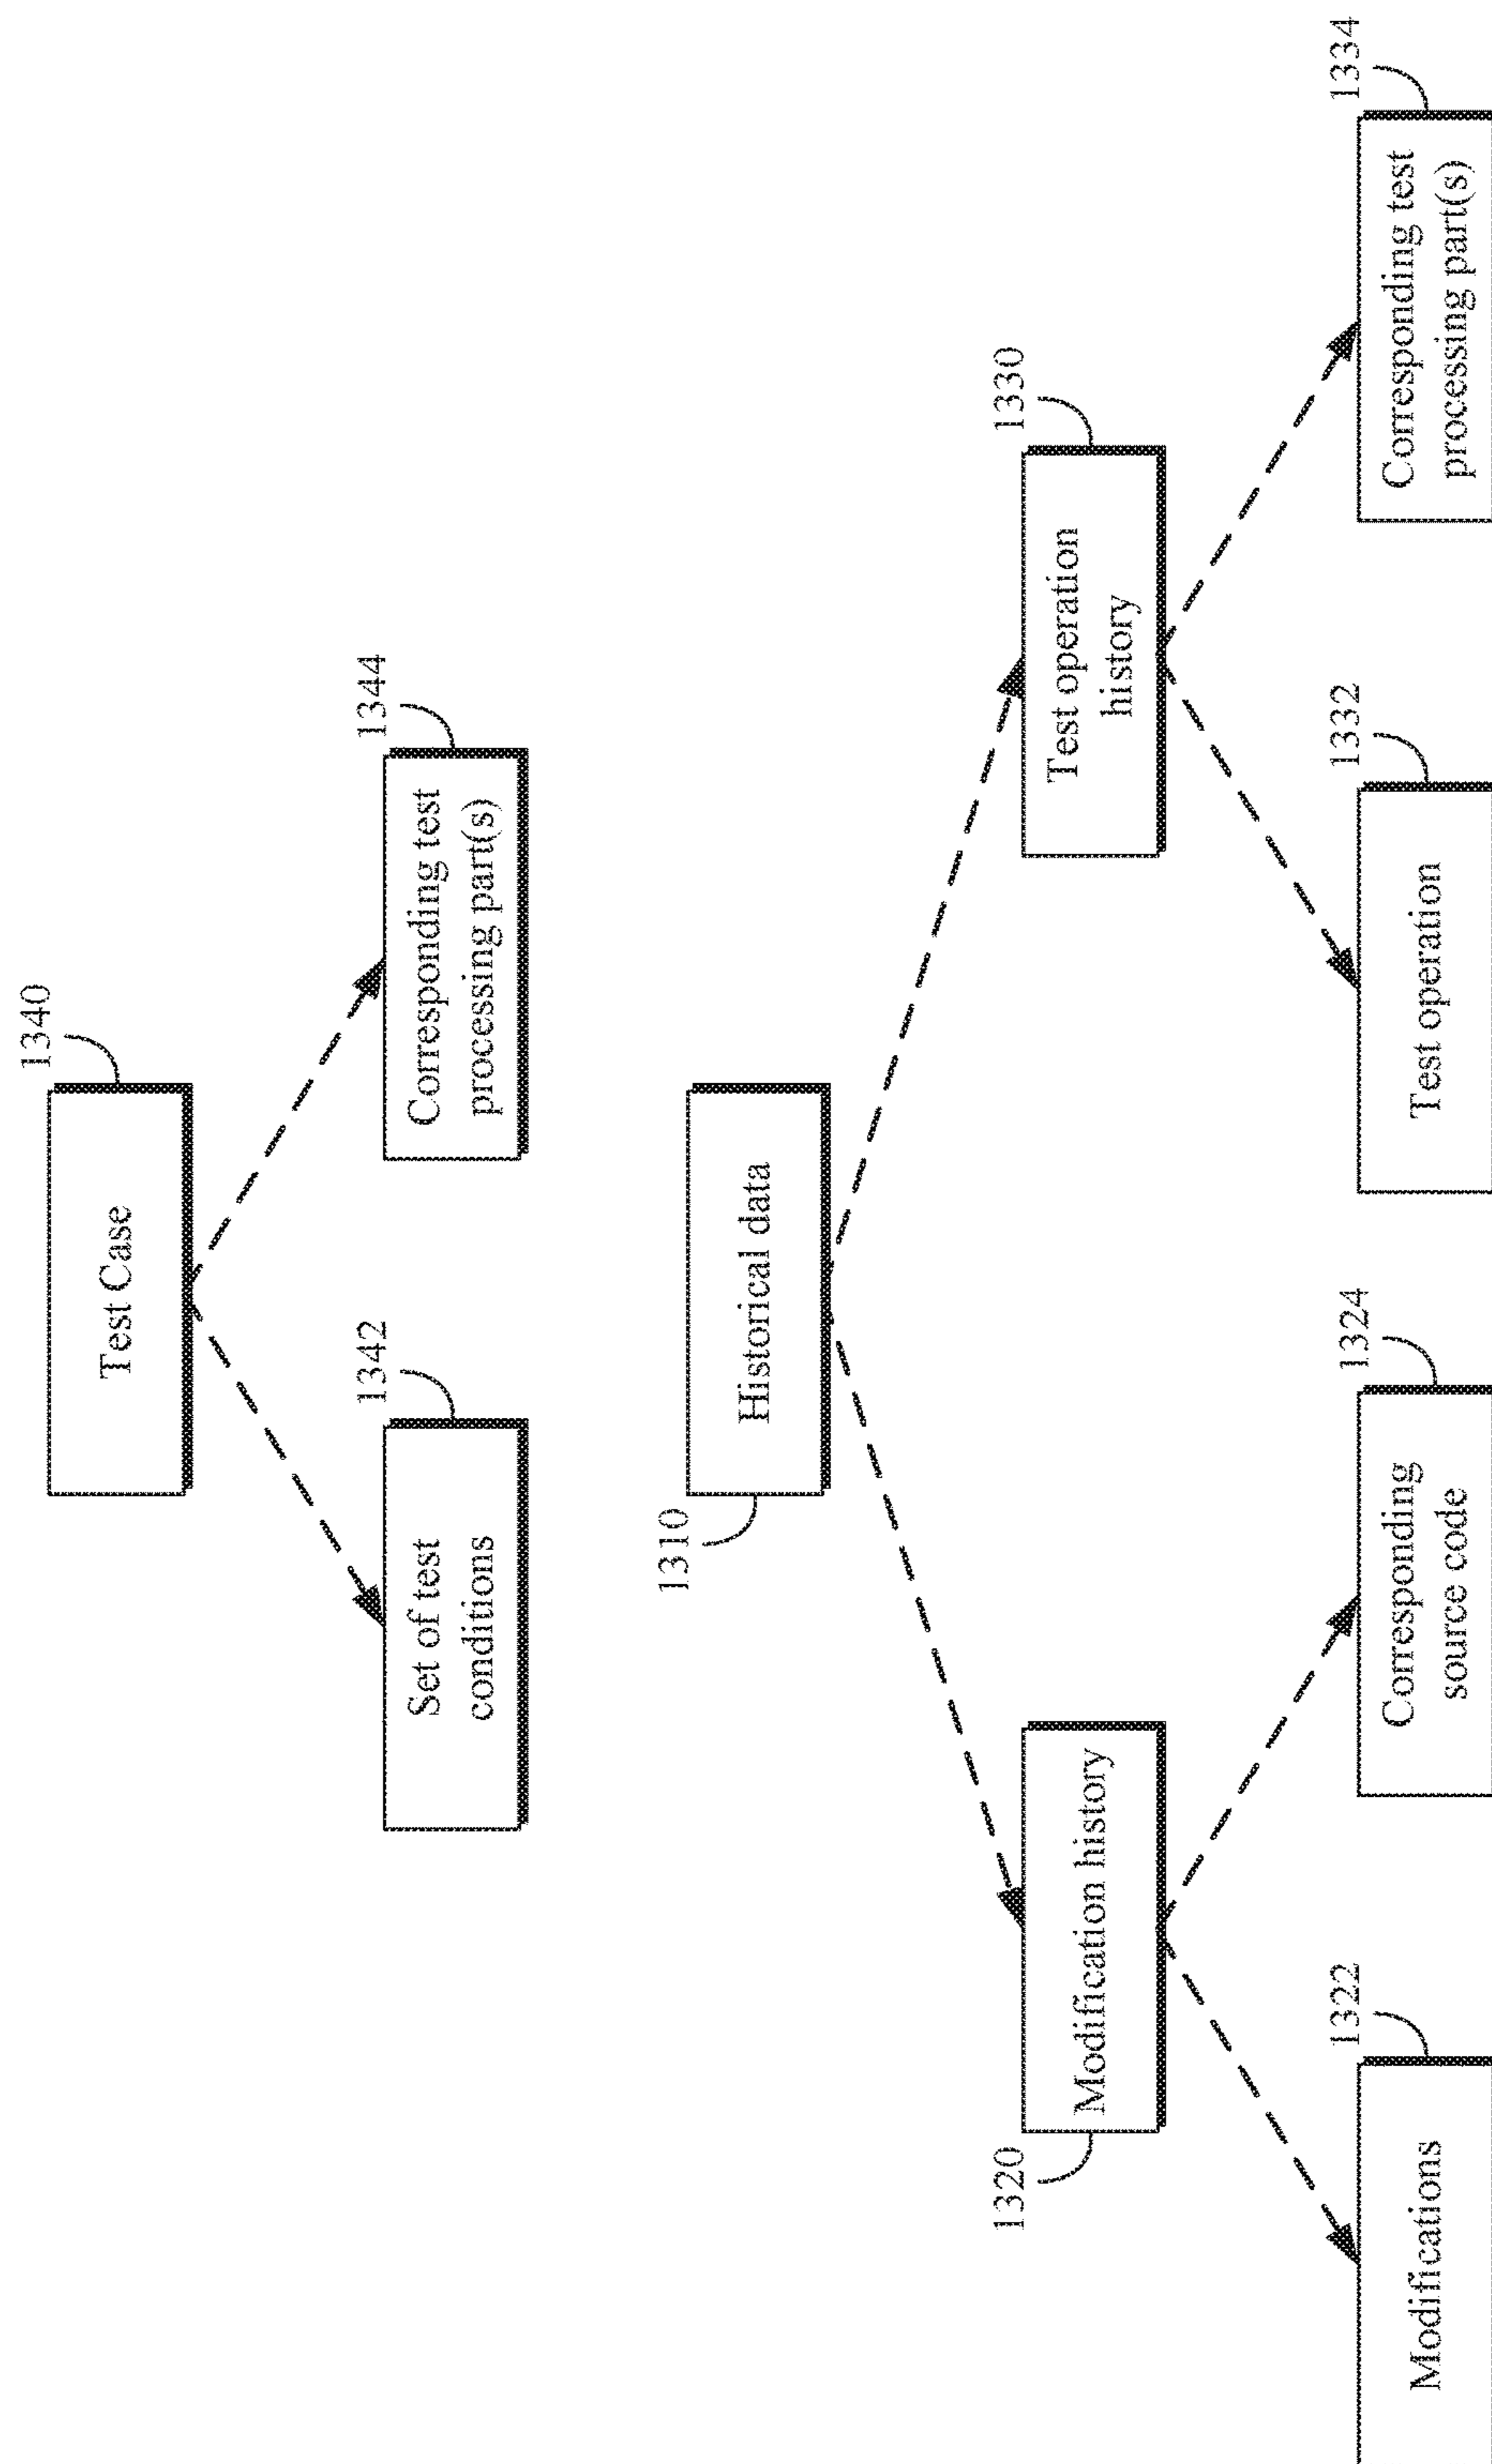 1340
Test Case
1342
Set of test
conditions
1344
Corresponding test
processing part(s)
1310
Historical data
1320
Modification history
1330
Test operation
history
1322
Modifications
1324
Corresponding
source code
1332
Test operation
1334
Corresponding test
processing part(s)